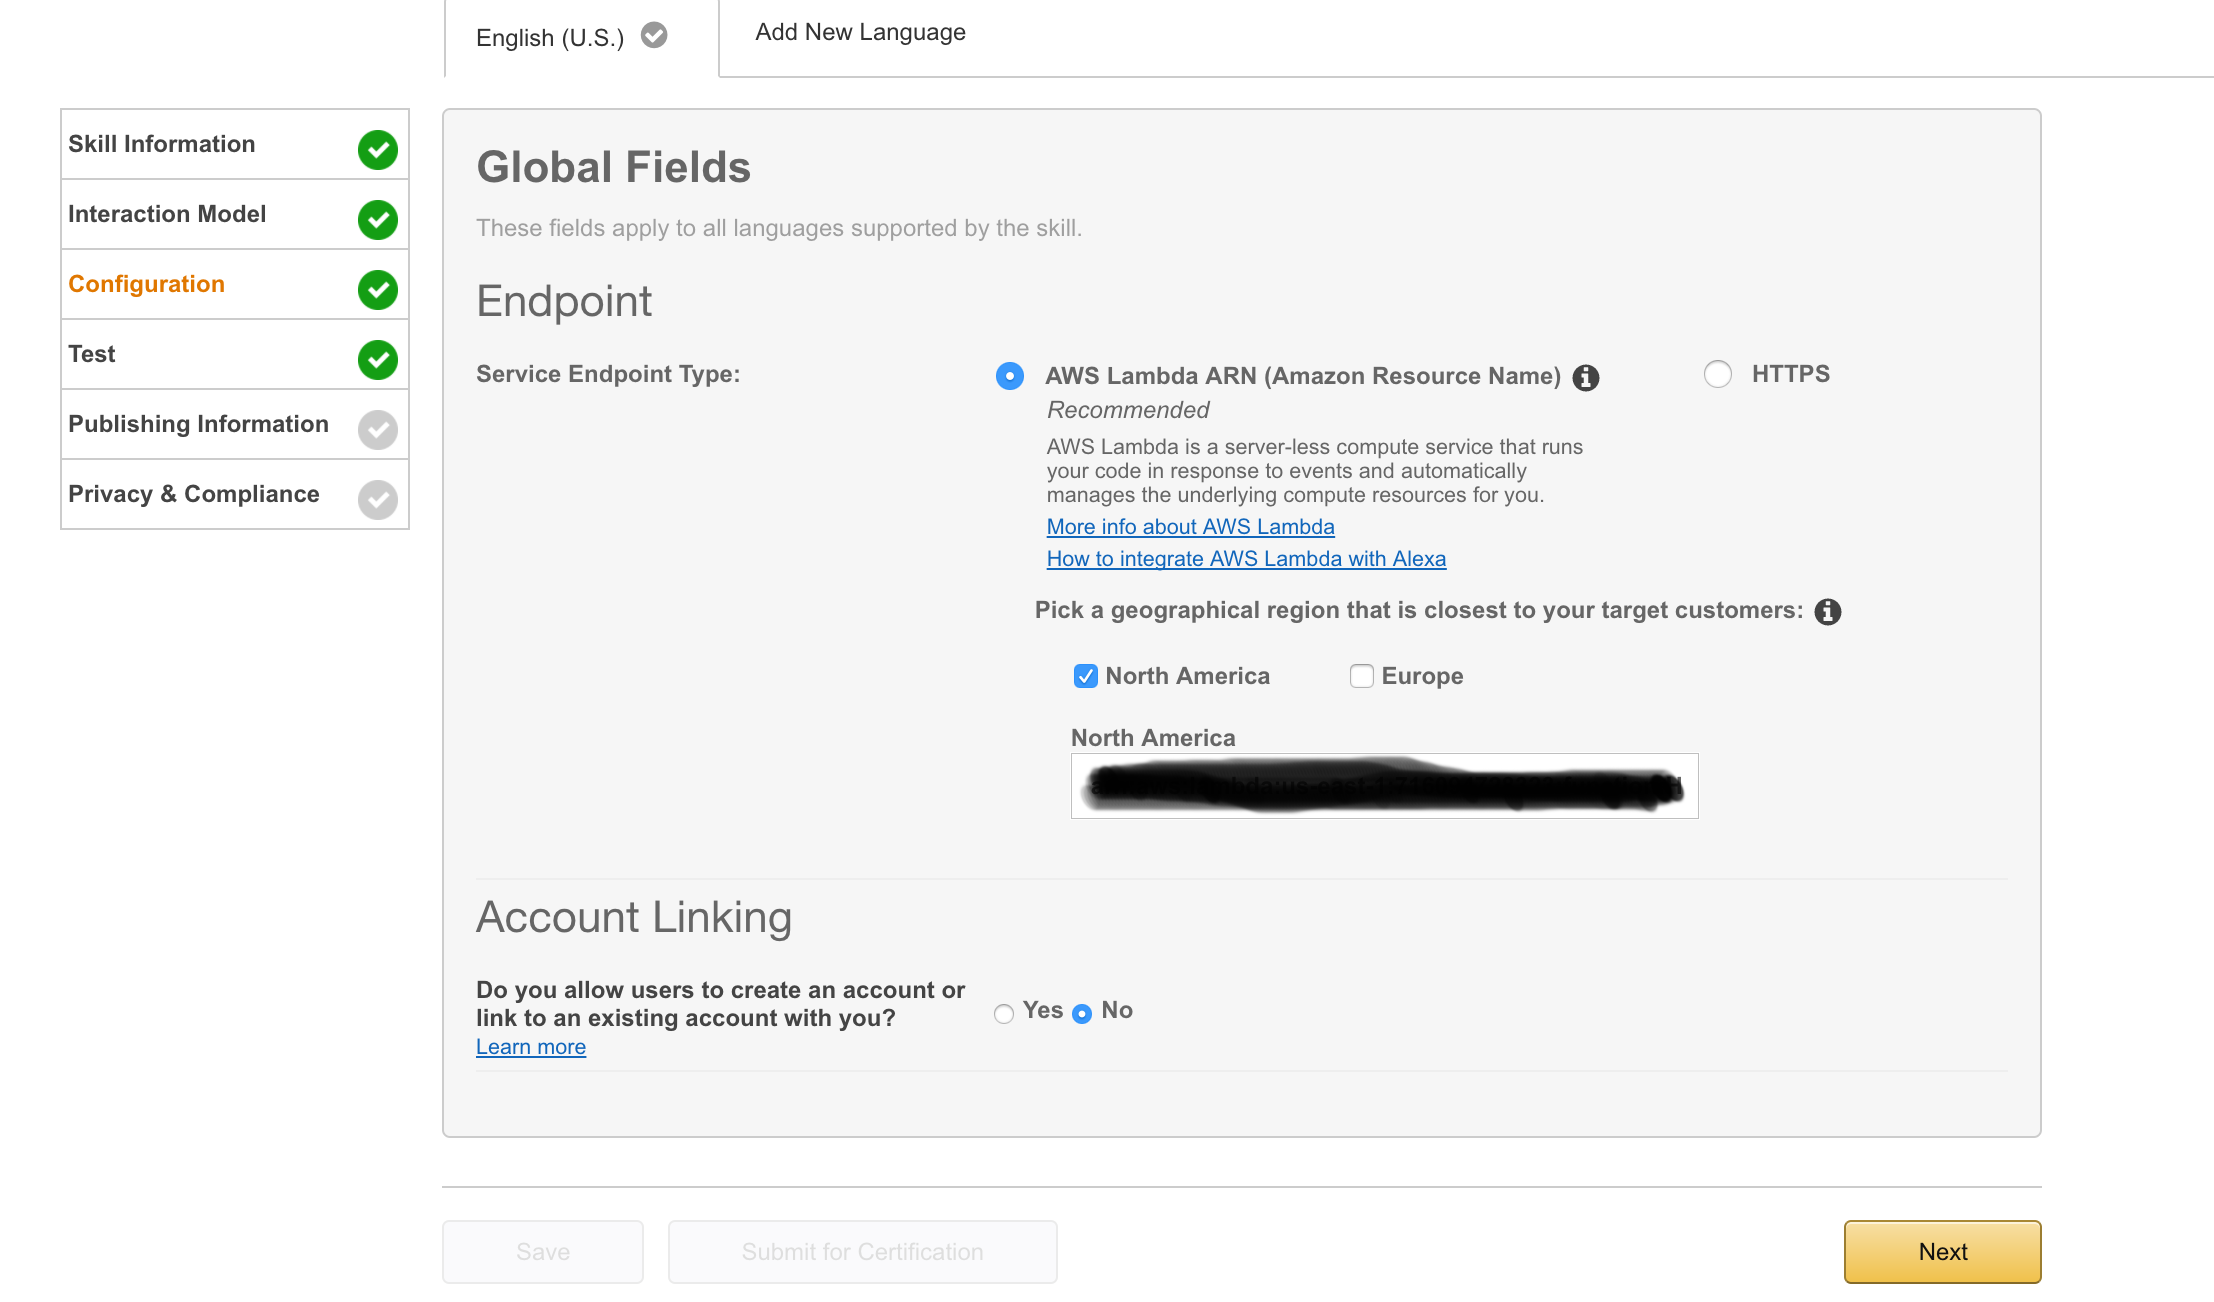 English (U.S.)
Add New Language
Skill Information
Interaction Model
Configuration
Test
Publishing Information
Privacy & Compliance
Global Fields
These fields apply to all languages supported by the skill.
Endpoint
Service Endpoint Type:
AWS Lambda ARN (Amazon Resource Name)
Recommended
AWS Lambda is a server-less compute service that runs
your code in response to events and automatically
manages the underlying compute resources for you.
More info about AWS Lambda
How to integrate AWS Lambda with Alexa
HTTPS
Pick a geographical region that is closest to your target customers:
North America
Europe
North America
Account Linking
Do you allow users to create an account or
link to an existing account with you?
Learn more
Yes
No
Save
Submit for Certification
Next